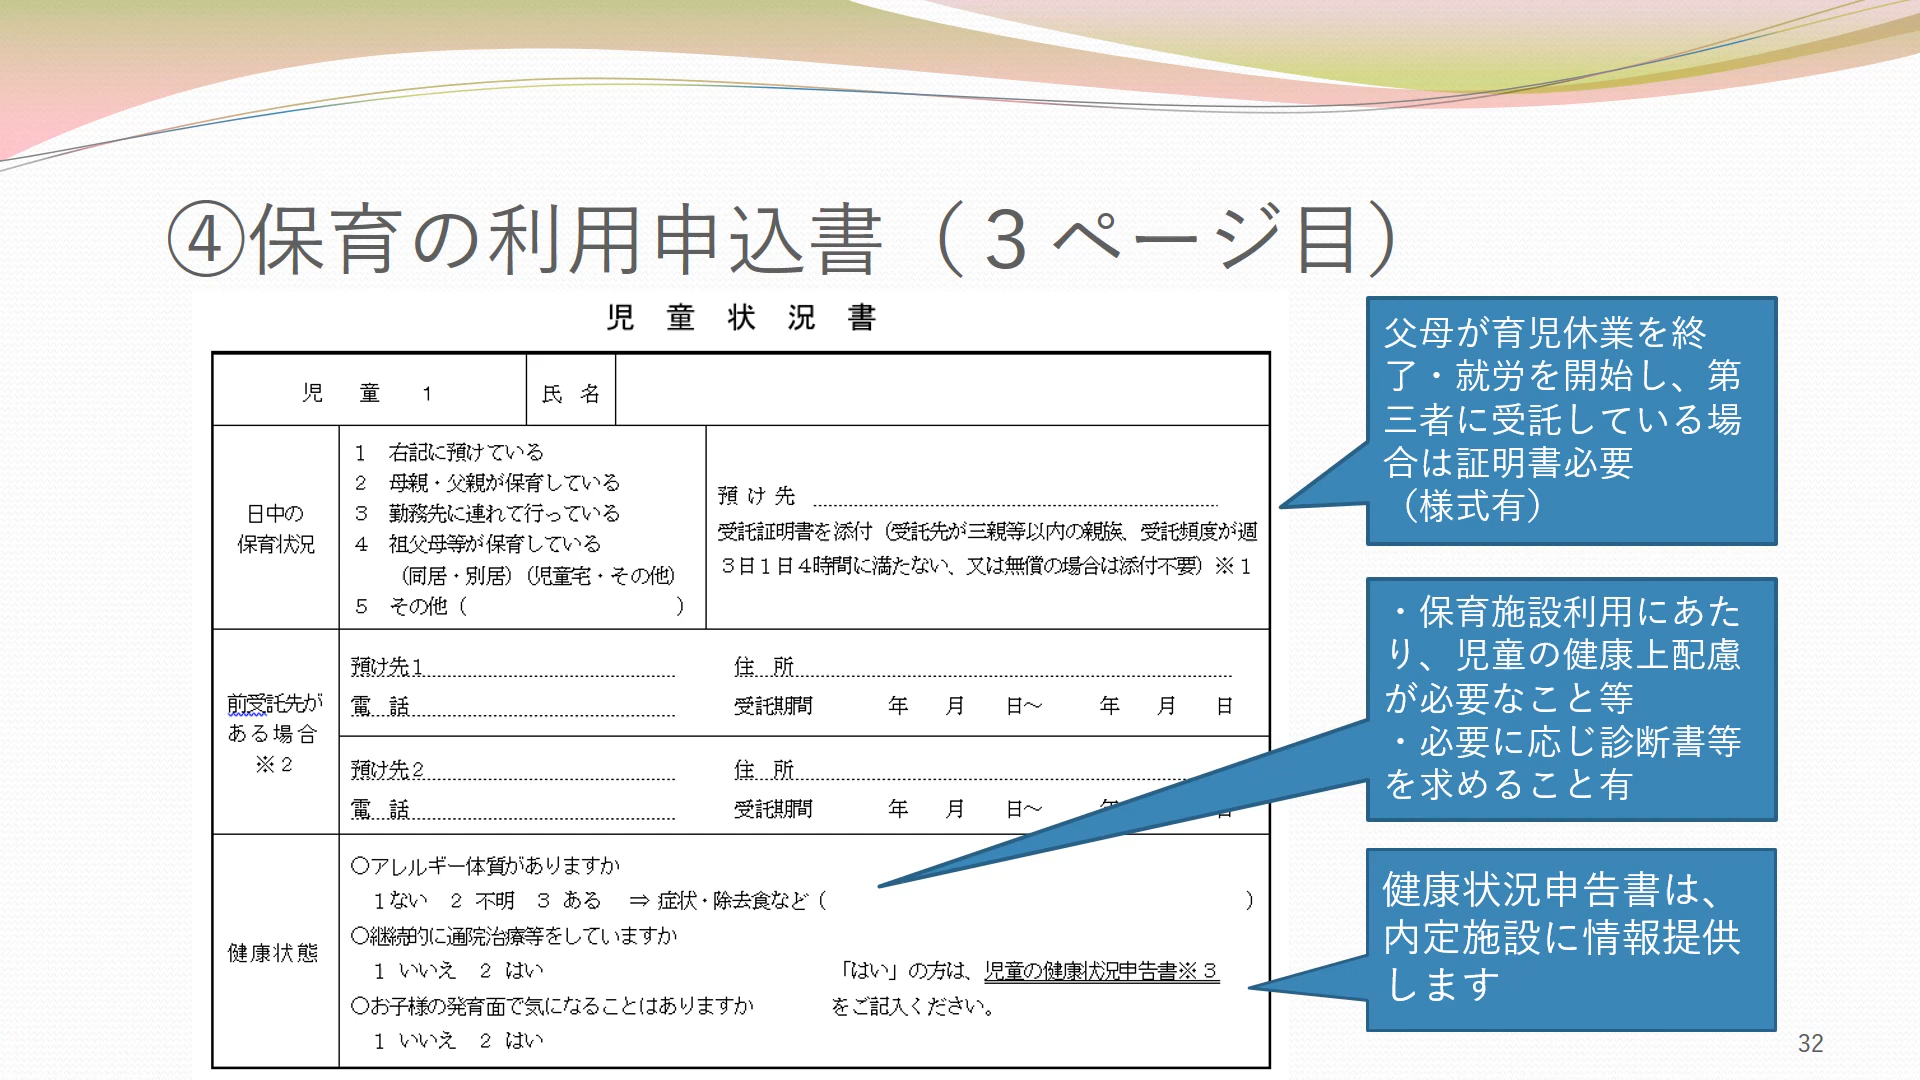 ④保育の利用申込書（３ページ目）
児童状況書
児童1
氏名
日中の
保育状況
1 右記に預けている
2 母親・父親が保育している
3 勤務先に連れて行っている
4 祖父母等が保育している
（同居・別居）（児童宅・その他）
5 その他（ ）
預け先
受託証明書を添付（受託先が三親等以内の親族、受託頻度が週
３日１日４時間に満たない、又は無償の場合は添付不要）※１
前受託先が
ある場合
※２
預け先1 住所
電話 受託期間 年 月 日～ 年 月 日
預け先2 住所
電話 受託期間 年 月 日～ 年 日
健康状態
○アレルギー体質がありますか
1ない 2 不明 3 ある ⇒ 症状・除去食など（ ）
○継続的に通院治療等をしていますか
1 いいえ 2 はい
○お子様の発育面で気になることはありますか
1 いいえ 2 はい
「はい」の方は、児童の健康状況申告書※３
をご記入ください。
父母が育児休業を終
了・就労を開始し、第
三者に受託している場
合は証明書必要
（様式有）
・保育施設利用にあた
り、児童の健康上配慮
が必要なこと等
・必要に応じ診断書等
を求めること有
健康状況申告書は、
内定施設に情報提供
します
32